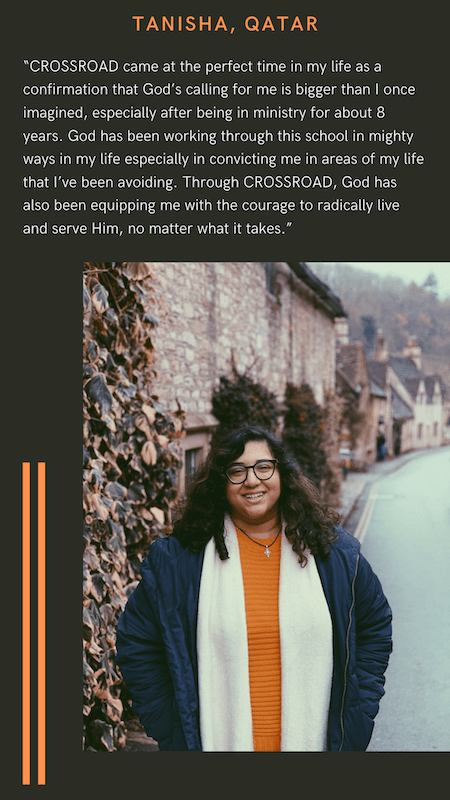 TANISHA, QATAR
“CROSSROAD came at the perfect time in my life as a
confirmation that God’s calling for me is bigger than I once
imagined, especially after being in ministry for about 8
years. God has been working through this school in mighty
ways in my life especially in convicting me in areas of my life
that I’ve been avoiding. Through CROSSROAD, God has
also been equipping me with the courage to radically live
and serve Him, no matter what it takes.”